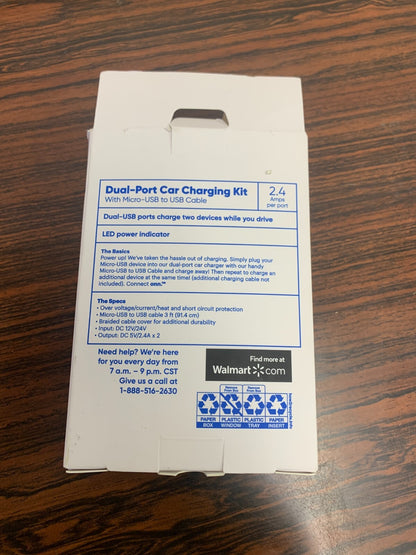 Dual-Port Car Charging Kit
With Micro-USB to USB Cable
2.4
Amps
per port
Dual-USB ports charge two devices while you drive
LED power indicator
The Basics
Power up! We've taken the hassle out of charging. Simply plug your
Micro-USB device into our dual-port car charger with our handy
Micro-USB to USB Cable and charge away! Then repeat to charge an
additional device at the same time! (additional charging cable not
included). Connect onn.™
The Specs
• Over voltage/current/heat and short circuit protection
• Micro-USB to USB cable 3 ft (91.4 cm)
• Braided cable cover for additional durability
• Input: DC 12V/24V
• Output: DC 5V/2.4A x 2
Need help? We're here
for you every day from
7 a.m. – 9 p.m. CST
Give us a call at
1-888-516-2630
Find more at
Walmart.com
Remove
From Box
Remove
From Box
PAPER
BOX
PLASTIC
WINDOW
PLASTIC
TRAY
PAPER
INSERT